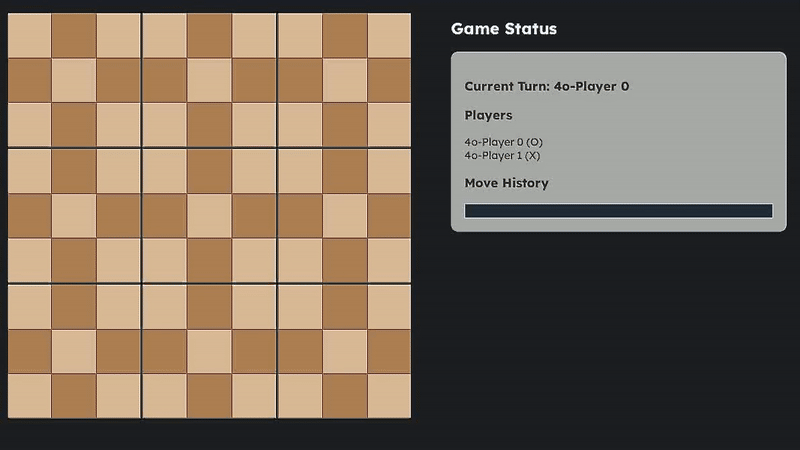 Game Status
Current Turn: 4o-Player 0
Players
4o-Player 0 (O)
4o-Player 1 (X)
Move History